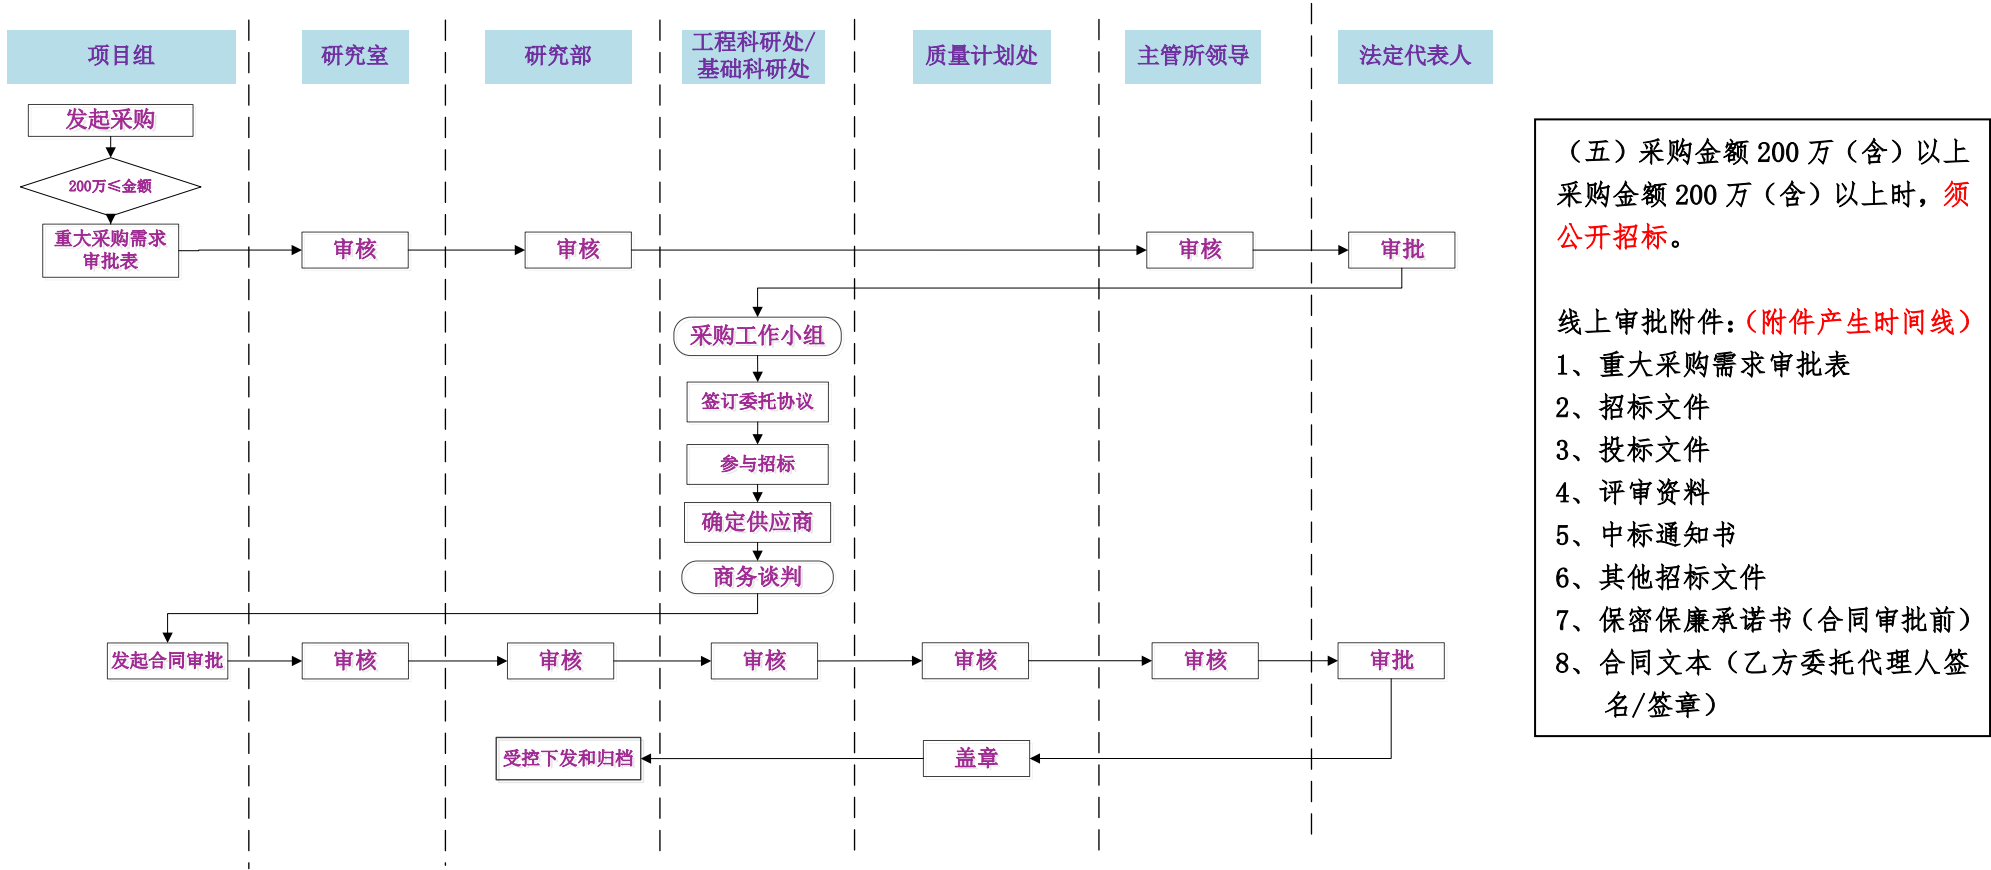 项目组
研究室
研究部
工程科研处/
基础科研处
质量计划处
主管所领导
法定代表人
发起采购
200万≤金额
重大采购需求
审批表
审核
审核
审核
审批
采购工作小组
签订委托协议
参与招标
确定供应商
商务谈判
发起合同审批
审核
审核
审核
审核
审核
审批
受控下发和归档
盖章
（五）采购金额 200 万（含）以上
采购金额 200 万（含）以上时，须
公开招标。
线上审批附件：（附件产生时间线）
1、重大采购需求审批表
2、招标文件
3、投标文件
4、评审资料
5、中标通知书
6、其他招标文件
7、保密保廉承诺书（合同审批前）
8、合同文本（乙方委托代理人签
名/签章）